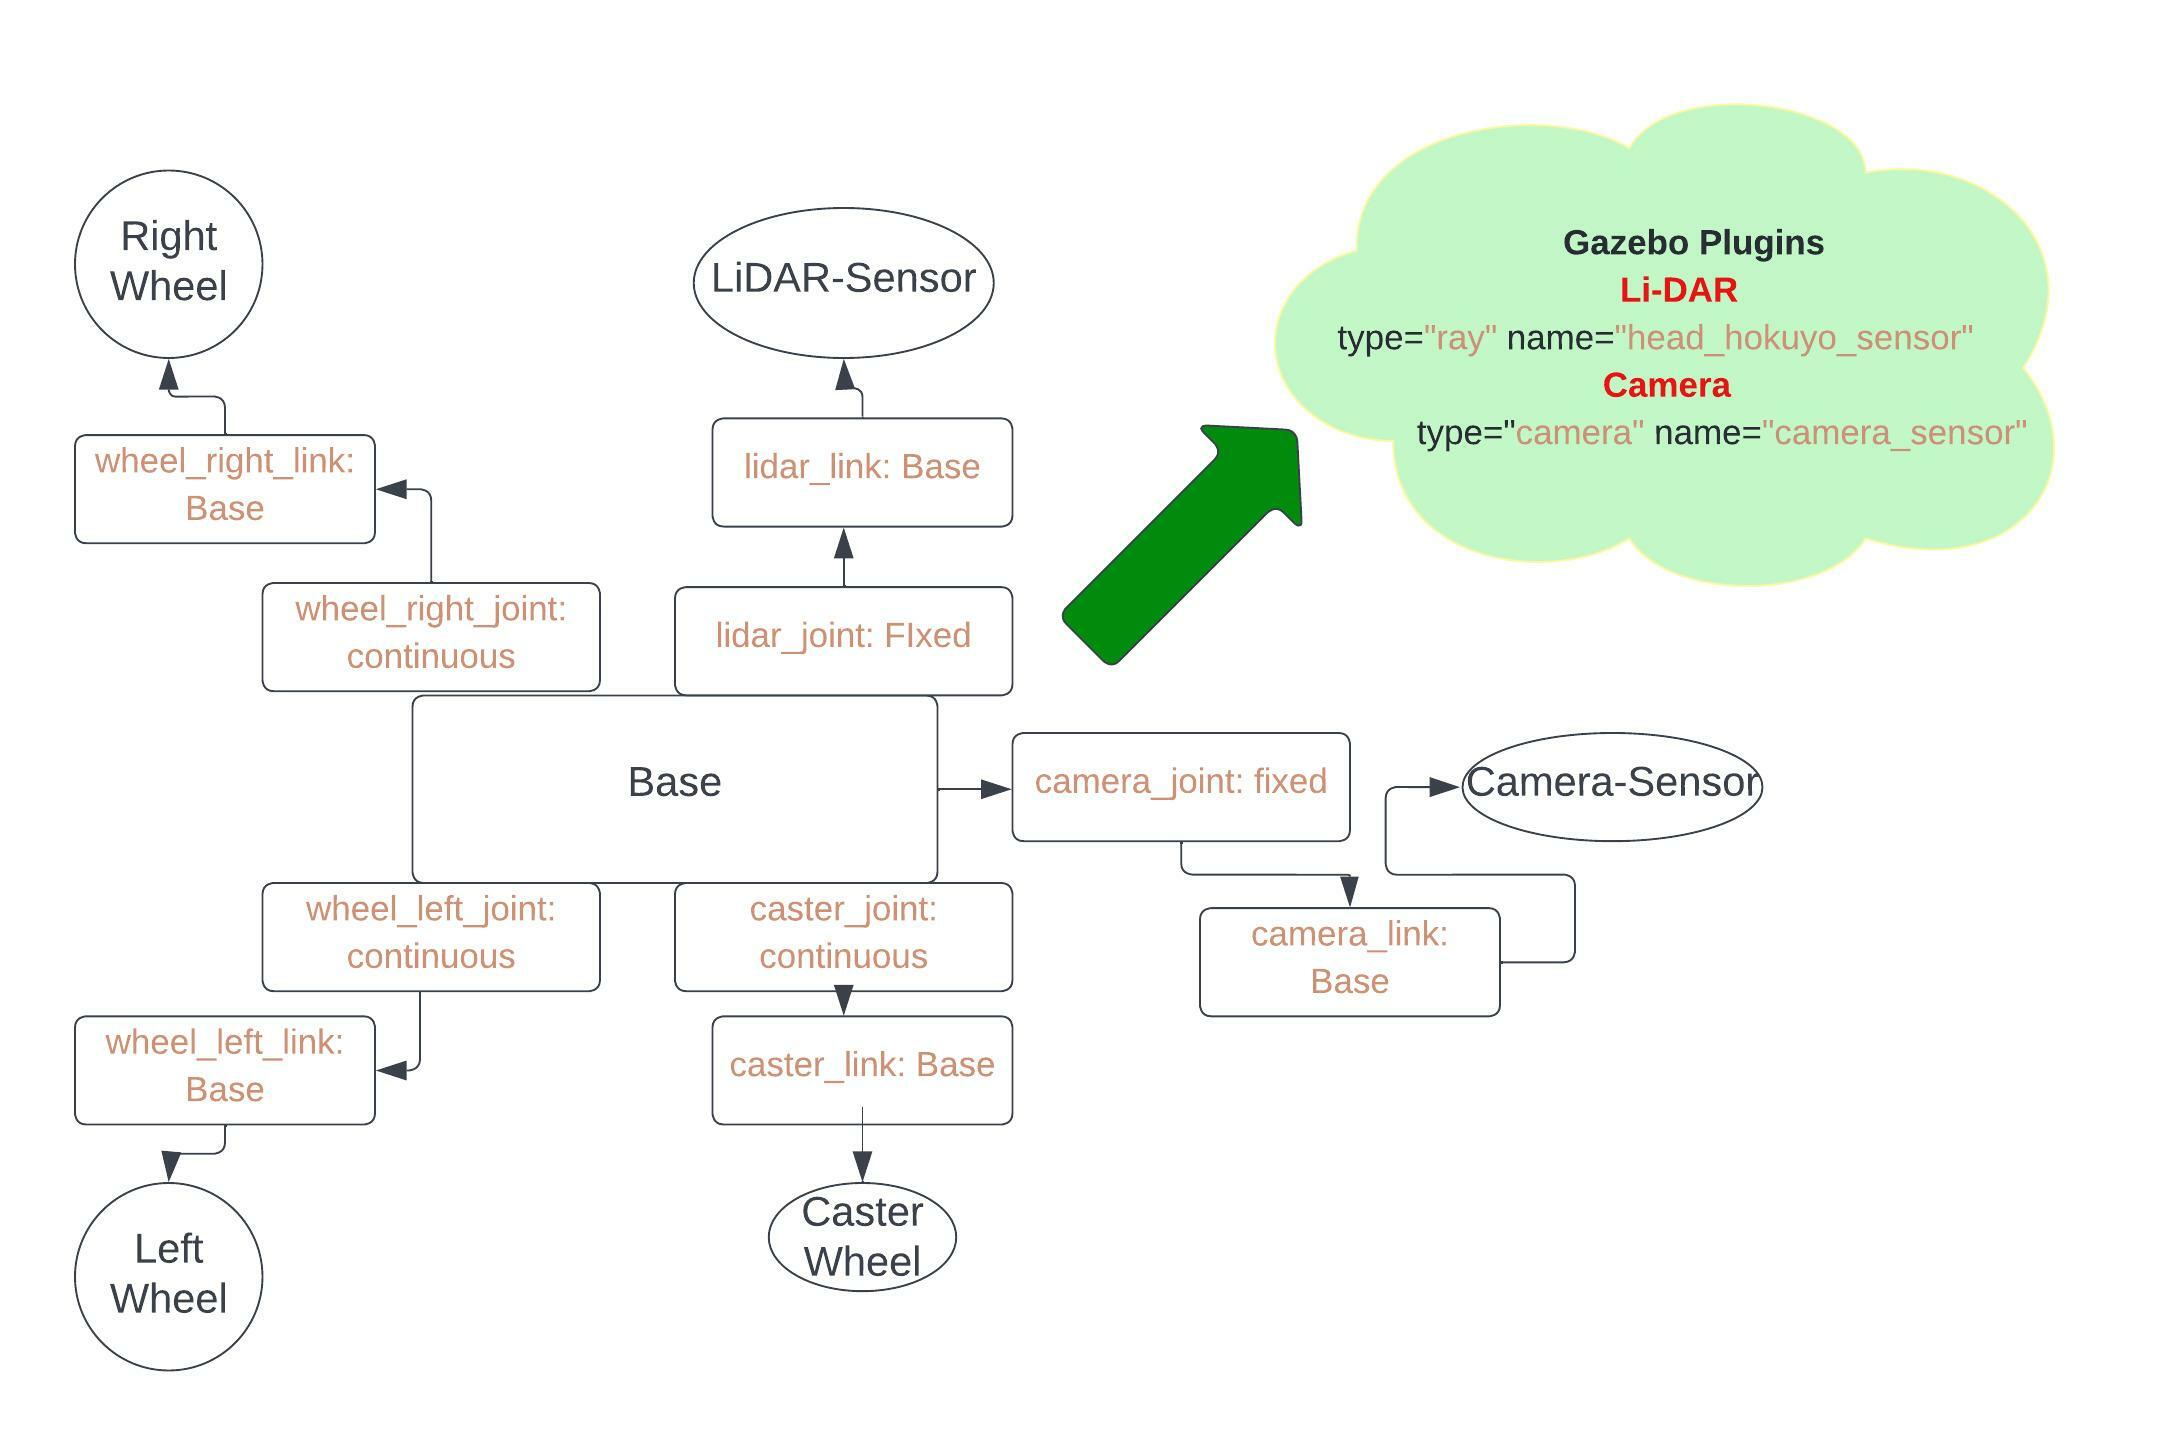 Right
Wheel
LiDAR-Sensor
Gazebo Plugins
Li-DAR
type="ray" name="head_hokuyo_sensor"
Camera
type="camera" name="camera_sensor"
wheel_right_link:
Base
lidar_link: Base
wheel_right_joint:
continuous
lidar_joint: FIxed
Base
camera_joint: fixed
Camera-Sensor
wheel_left_joint:
continuous
caster_joint:
continuous
camera_link:
Base
wheel_left_link:
Base
caster_link: Base
Left
Wheel
Caster
Wheel